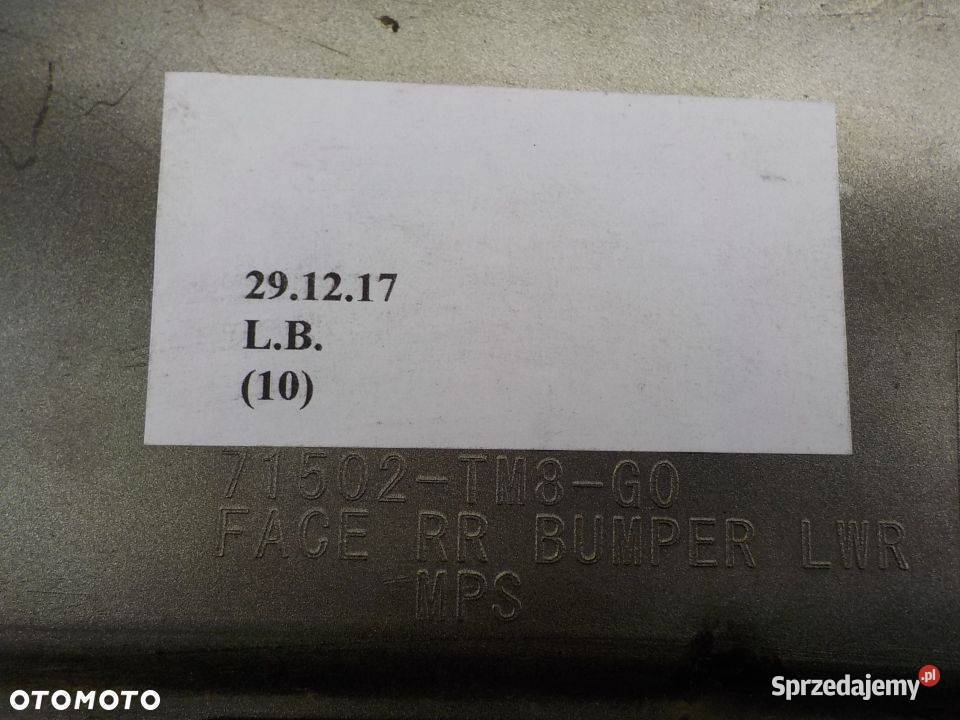 29.12.17
L.B.
(10)
71502-TM8-G0
FACE RR BUMPER LWR
MPS
OTOMOTO
Sprzedajemy.pl